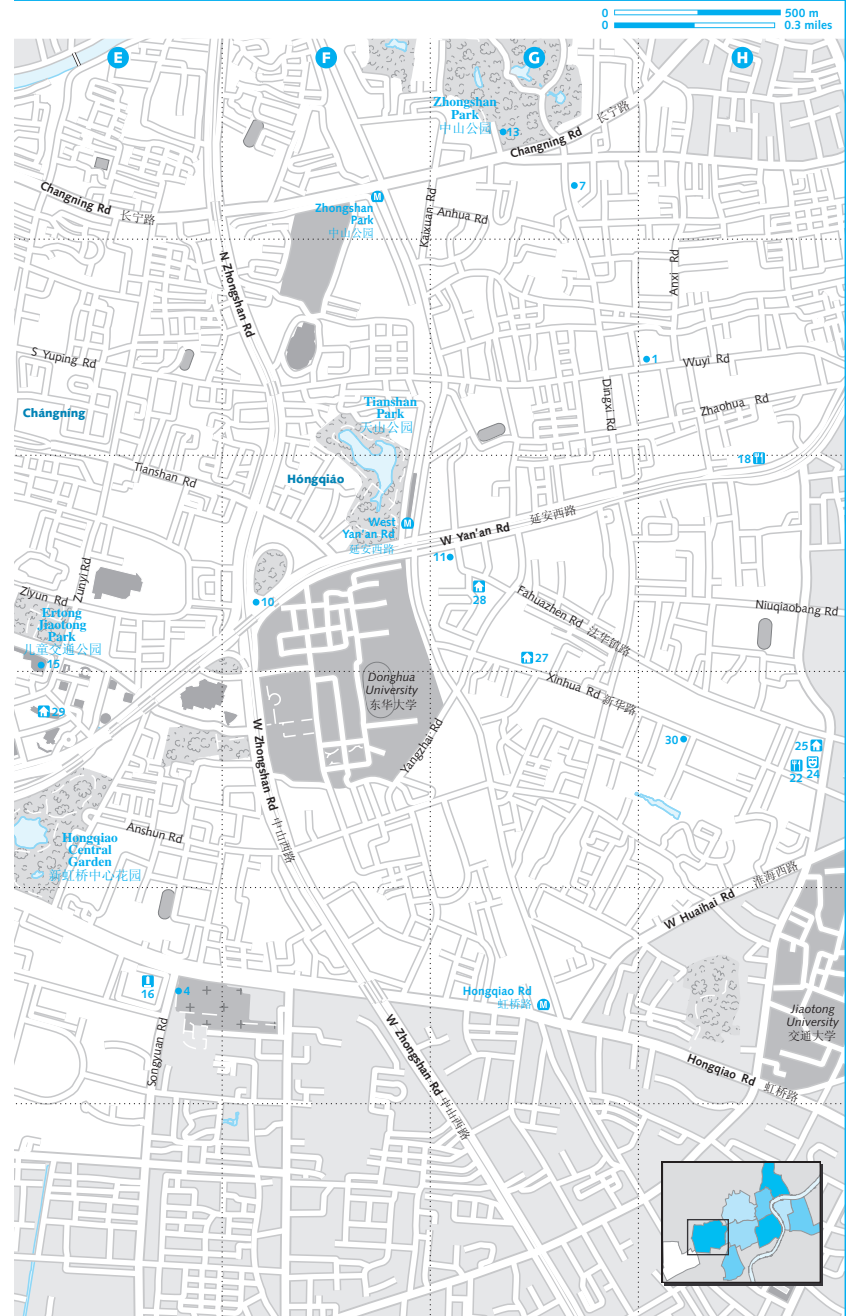 0 500 m
0 0.3 miles
E
F
G
H
Zhongshan
Park
中山公园
13
Changning Rd 长宁路
7
Changning Rd 长宁路
M
Zhongshan
Park
中山公园
Kaixuan Rd
Anhua Rd
N Zhongshan Rd
Anxi Rd
S Yuping Rd
1
Wuyi Rd
Chángníng
Tianshan
Park
天山公园
Dingxi Rd
Zhaohua Rd
18
Tianshan Rd
Hóngqiáo
West
Yan'an Rd
延安西路
M
W Yan'an Rd 延安西路
11
Zunyi Rd
Ziyun Rd
10
28
Fahuazhen Rd 法华镇路
Niuqiaobang Rd
Ertong
Jiaotong
Park
儿童交通公园
15
27
Donghua
University
东华大学
Xinhua Rd 新华路
29
W Zhongshan Rd 中山西路
Yangzhai Rd
30
25
22
24
Anshun Rd
Hongqiao
Central
Garden
新虹桥中心花园
W Huaihai Rd 淮海西路
16
4
Hongqiao Rd
虹桥路
M
Jiaotong
University
交通大学
Songyuan Rd
W Zhongshan Rd 中山西路
Hongqiao Rd 虹桥路